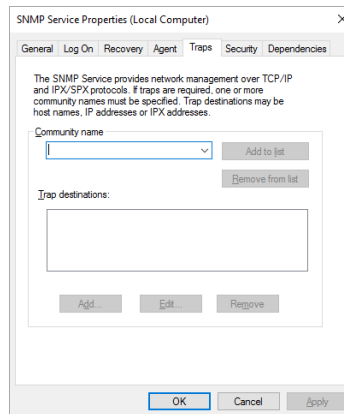 SNMP Service Properties (Local Computer)
General Log On Recovery Agent Traps Security Dependencies
The SNMP Service provides network management over TCP/IP
and IPX/SPX protocols. If traps are required, one or more
community names must be specified. Trap destinations may be
host names, IP addresses or IPX addresses.
Community name
Add to list
Remove from list
Trap destinations:
Add... Edit... Remove
OK Cancel Apply